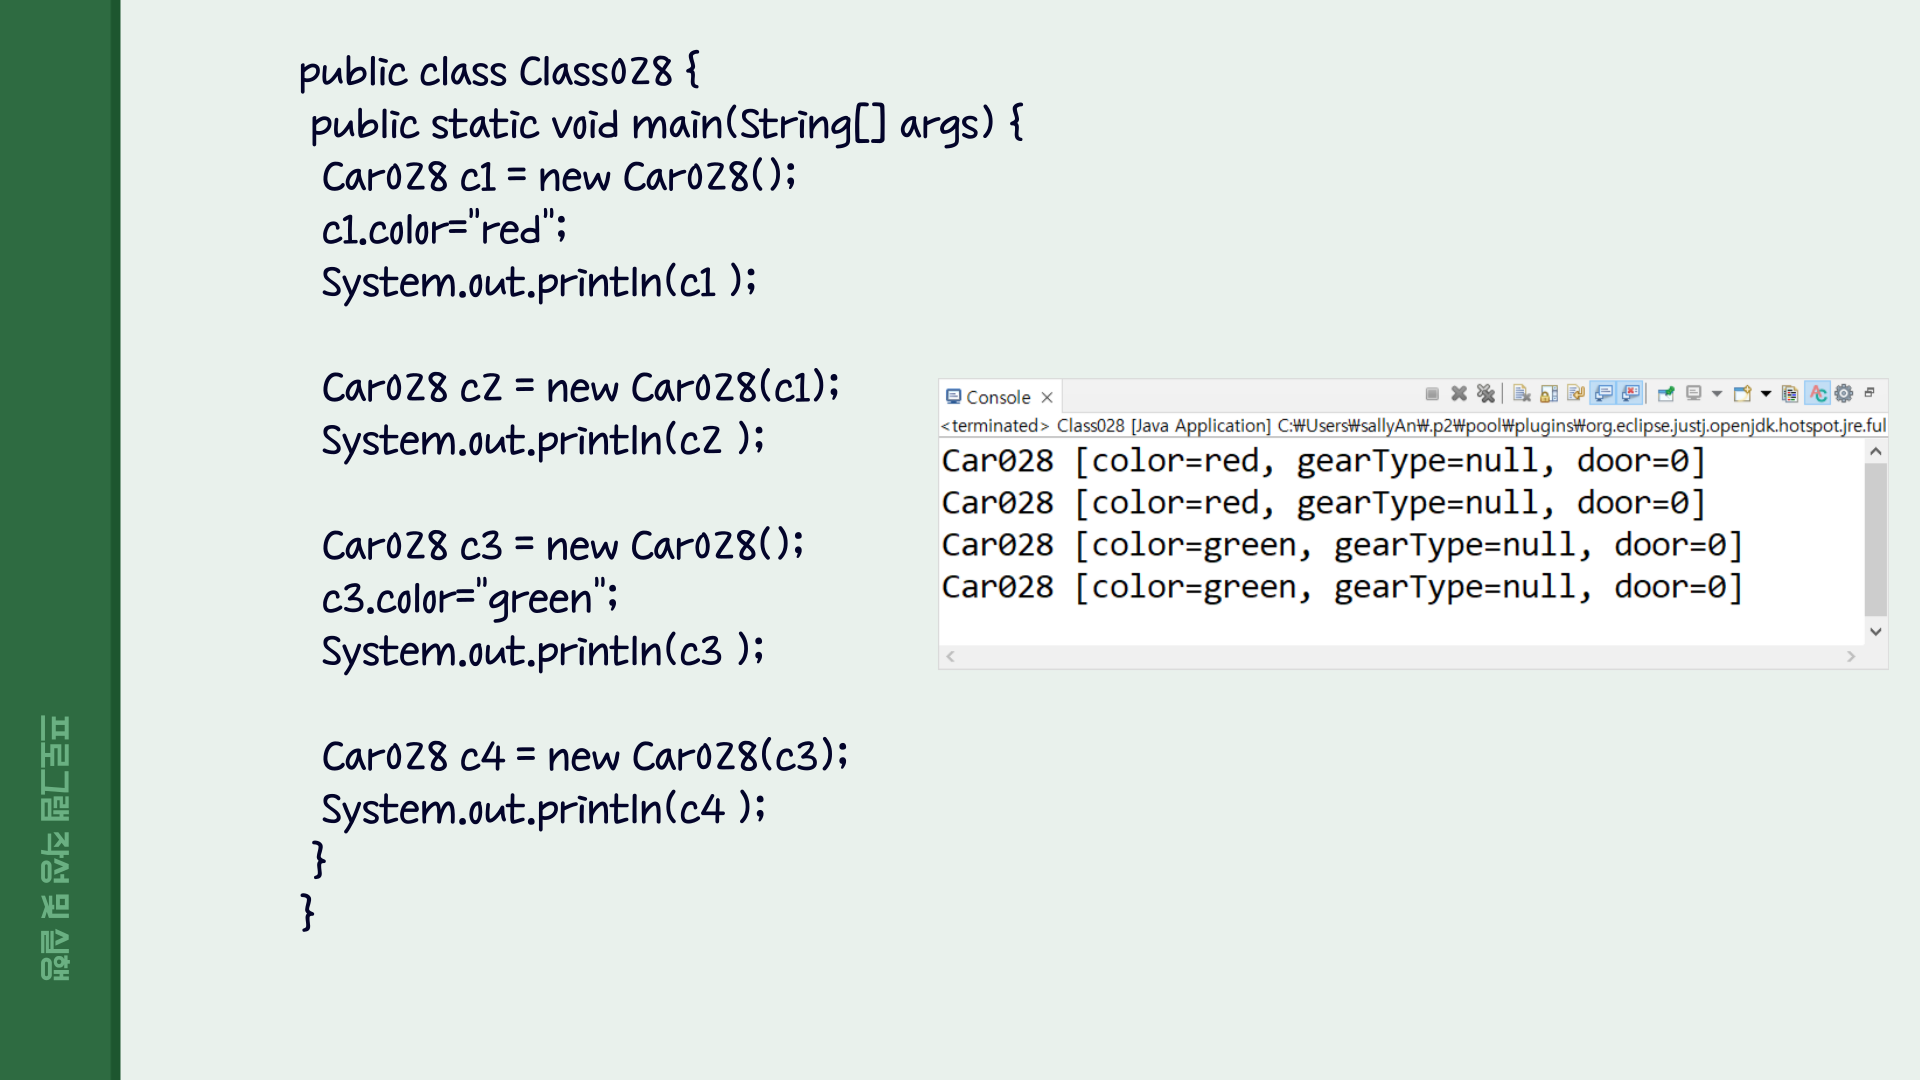 public class Class028 {
public static void main(String[] args) {
Car028 c1 = new Car028();
c1.color="red";
System.out.println(c1 );
Car028 c2 = new Car028(c1);
System.out.println(c2 );
Car028 c3 = new Car028();
c3.color="green";
System.out.println(c3 );
Car028 c4 = new Car028(c3);
System.out.println(c4 );
}
}
Console
<terminated> Class028 [Java Application] C:₩Users₩sallyAn₩.p2₩pool₩plugins₩org.eclipse.justj.openjdk.hotspot.jre.ful
Car028 [color=red, gearType=null, door=0]
Car028 [color=red, gearType=null, door=0]
Car028 [color=green, gearType=null, door=0]
Car028 [color=green, gearType=null, door=0]
프로그램 작성 및 실행